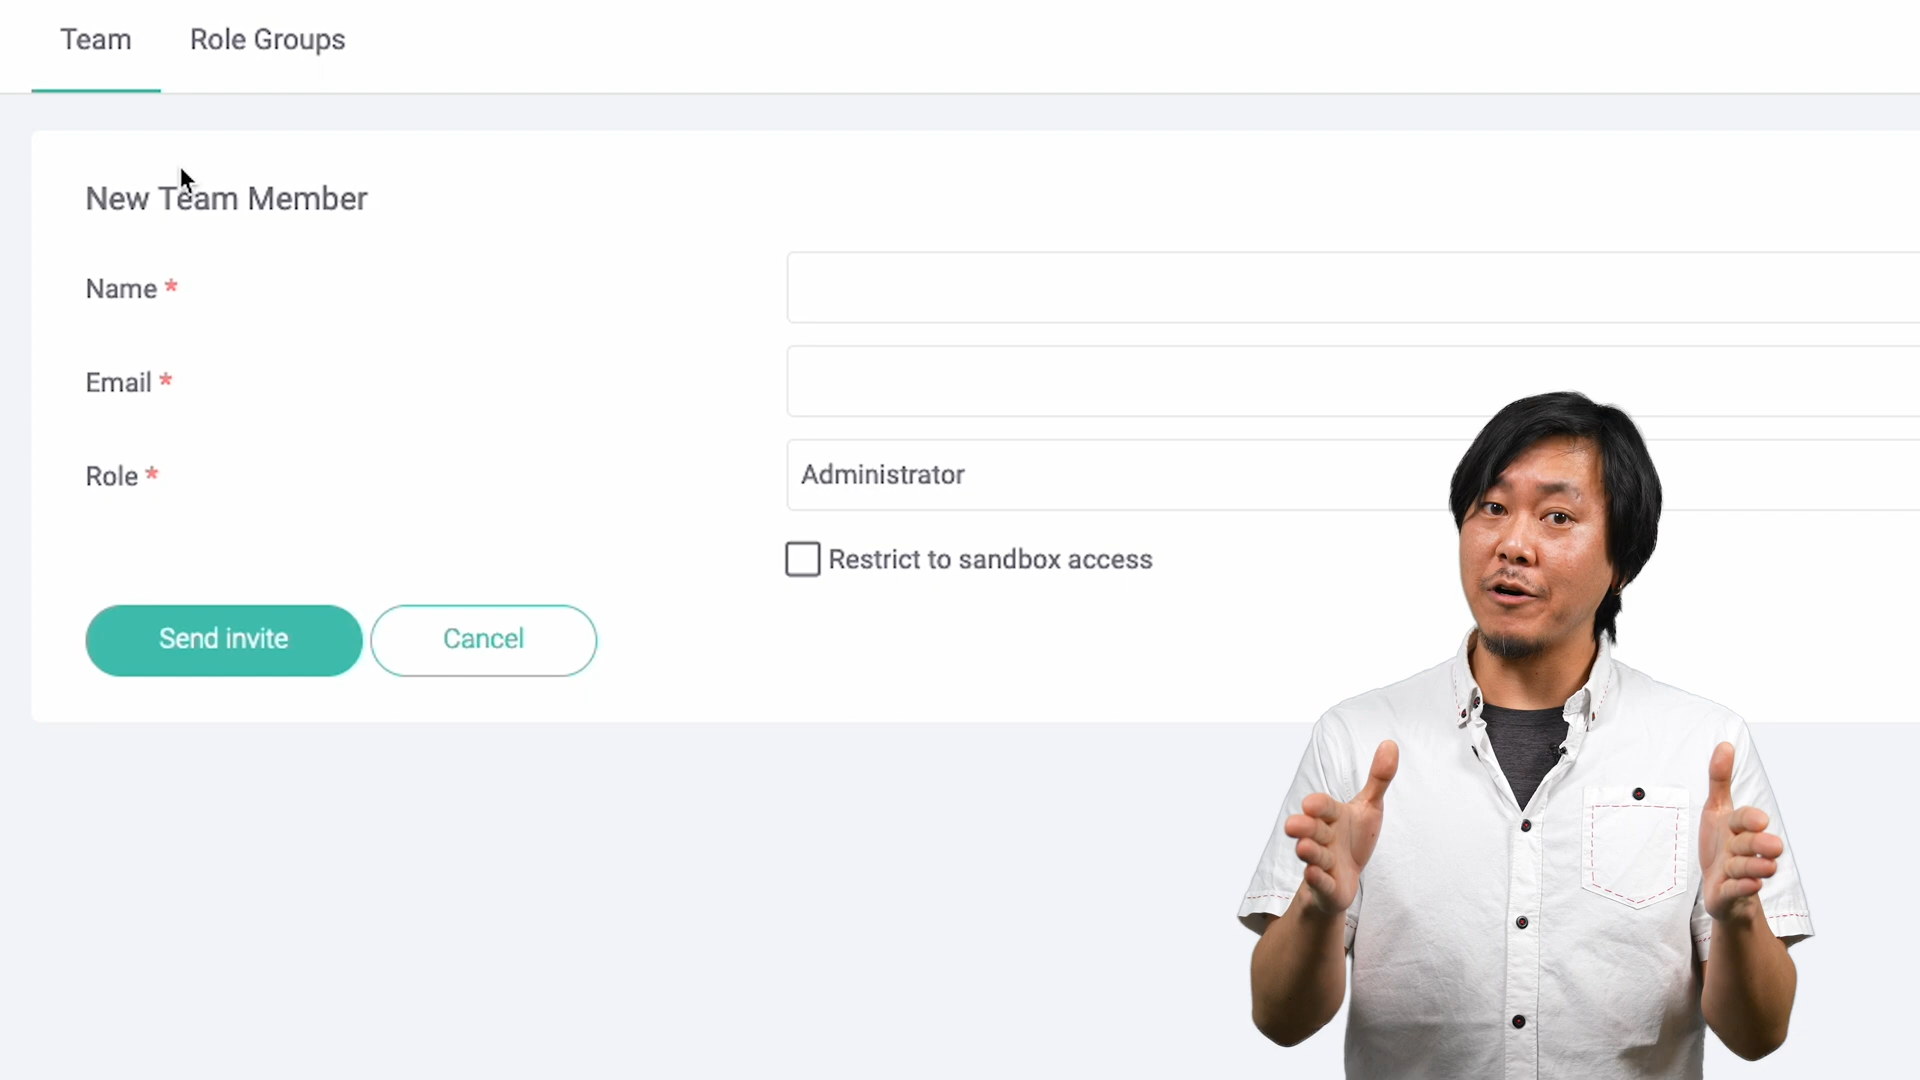 Team Role Groups
New Team Member
Name *
Email *
Role *
Administrator
Restrict to sandbox access
Send invite Cancel